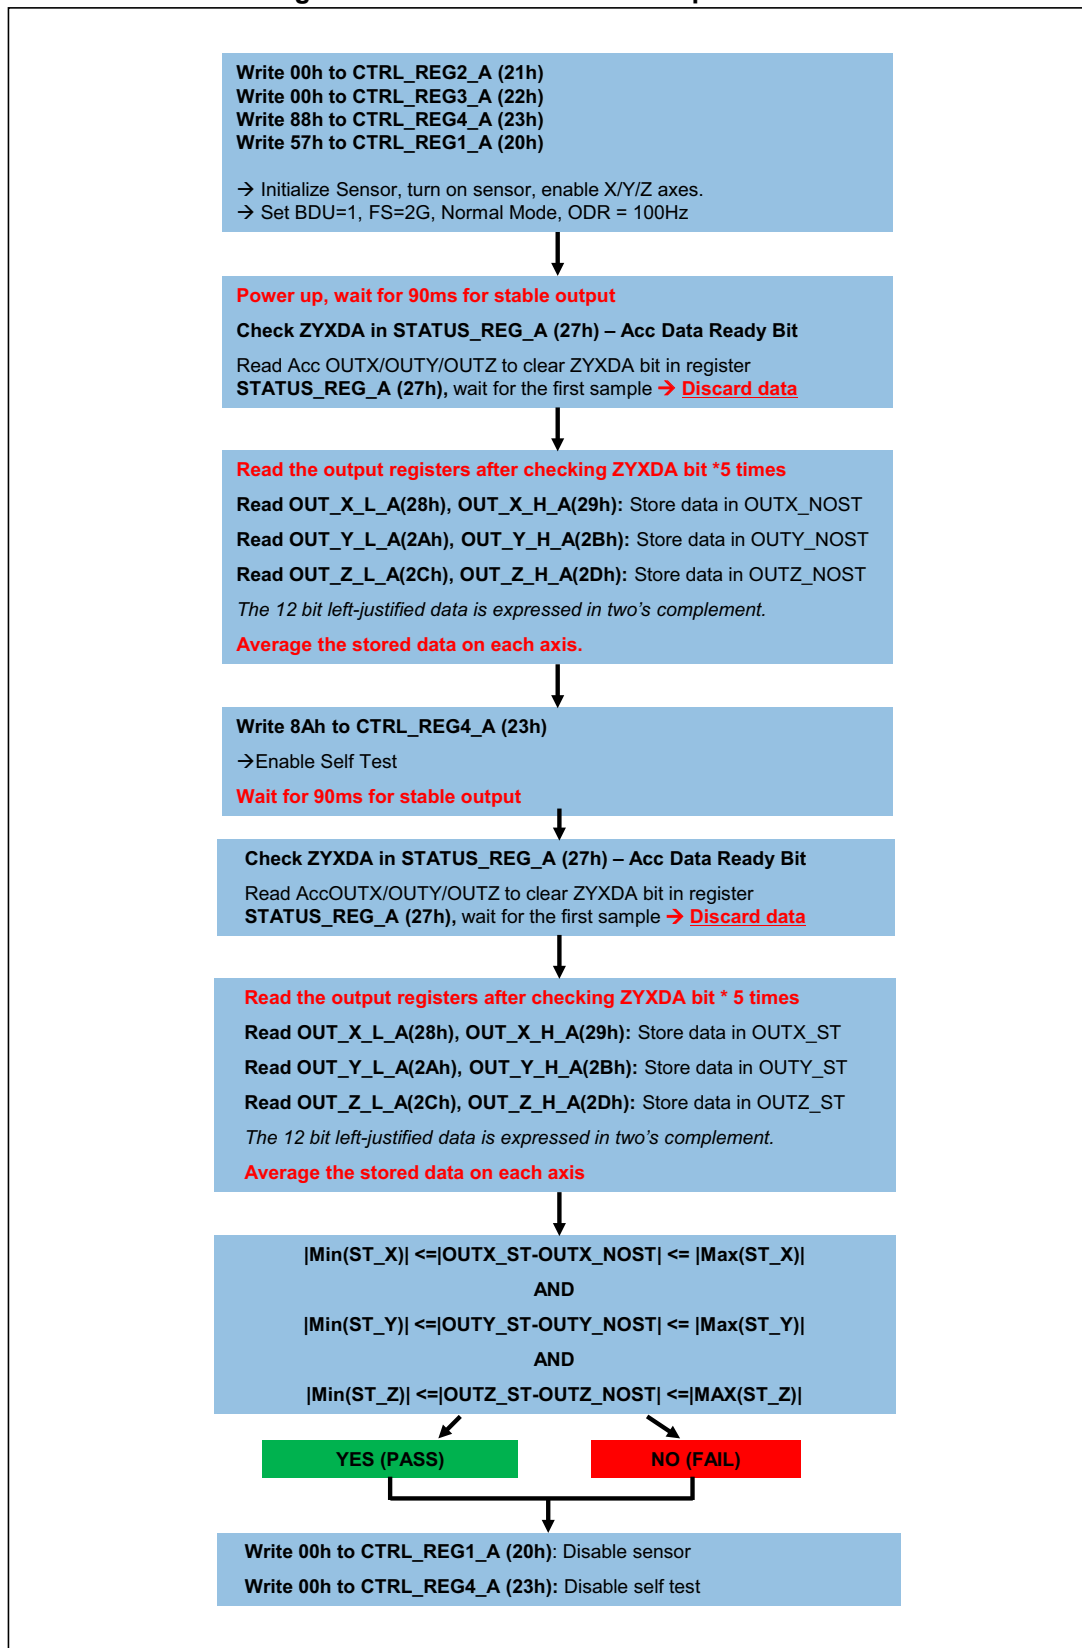 Write 00h to CTRL_REG2_A (21h)
Write 00h to CTRL_REG3_A (22h)
Write 88h to CTRL_REG4_A (23h)
Write 57h to CTRL_REG1_A (20h)
→ Initialize Sensor, turn on sensor, enable X/Y/Z axes.
→ Set BDU=1, FS=2G, Normal Mode, ODR = 100Hz
Power up, wait for 90ms for stable output
Check ZYXDA in STATUS_REG_A (27h) – Acc Data Ready Bit
Read Acc OUTX/OUTY/OUTZ to clear ZYXDA bit in register
STATUS_REG_A (27h), wait for the first sample → Discard data
Read the output registers after checking ZYXDA bit *5 times
Read OUT_X_L_A(28h), OUT_X_H_A(29h): Store data in OUTX_NOST
Read OUT_Y_L_A(2Ah), OUT_Y_H_A(2Bh): Store data in OUTY_NOST
Read OUT_Z_L_A(2Ch), OUT_Z_H_A(2Dh): Store data in OUTZ_NOST
The 12 bit left-justified data is expressed in two’s complement.
Average the stored data on each axis.
Write 8Ah to CTRL_REG4_A (23h)
→Enable Self Test
Wait for 90ms for stable output
Check ZYXDA in STATUS_REG_A (27h) – Acc Data Ready Bit
Read AccOUTX/OUTY/OUTZ to clear ZYXDA bit in register
STATUS_REG_A (27h), wait for the first sample → Discard data
Read the output registers after checking ZYXDA bit * 5 times
Read OUT_X_L_A(28h), OUT_X_H_A(29h): Store data in OUTX_ST
Read OUT_Y_L_A(2Ah), OUT_Y_H_A(2Bh): Store data in OUTY_ST
Read OUT_Z_L_A(2Ch), OUT_Z_H_A(2Dh): Store data in OUTZ_ST
The 12 bit left-justified data is expressed in two’s complement.
Average the stored data on each axis
|Min(ST_X)| <=|OUTX_ST-OUTX_NOST| <= |Max(ST_X)|
AND
|Min(ST_Y)| <=|OUTY_ST-OUTY_NOST| <= |Max(ST_Y)|
AND
|Min(ST_Z)| <=|OUTZ_ST-OUTZ_NOST| <=|MAX(ST_Z)|
YES (PASS)
NO (FAIL)
Write 00h to CTRL_REG1_A (20h): Disable sensor
Write 00h to CTRL_REG4_A (23h): Disable self test